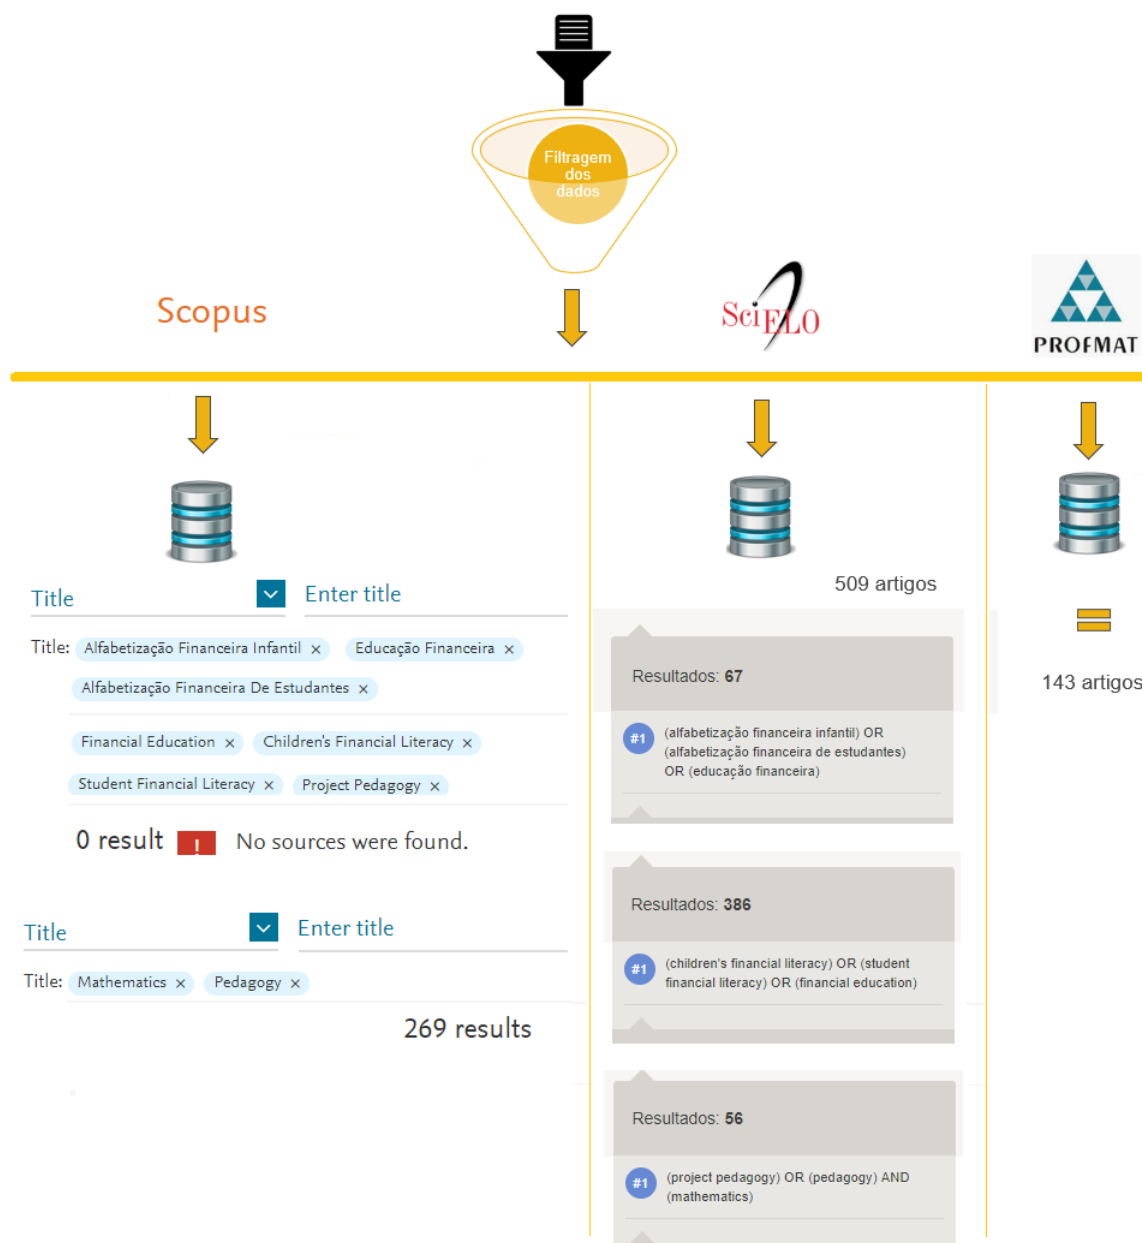 Filtragem
dos
dados
Scopus
SciELO
PROFMAT
Title
Enter title
Title: Alfabetização Financeira Infantil × Educação Financeira ×
Alfabetização Financeira De Estudantes ×
Financial Education × Children's Financial Literacy ×
Student Financial Literacy × Project Pedagogy ×
0 result ! No sources were found.
Title
Enter title
Title: Mathematics × Pedagogy ×
269 results
509 artigos
Resultados: 67
#1 (alfabetização financeira infantil) OR
(alfabetização financeira de estudantes)
OR (educação financeira)
Resultados: 386
#1 (children's financial literacy) OR (student
financial literacy) OR (financial education)
Resultados: 56
#1 (project pedagogy) OR (pedagogy) AND
(mathematics)
=
143 artigos